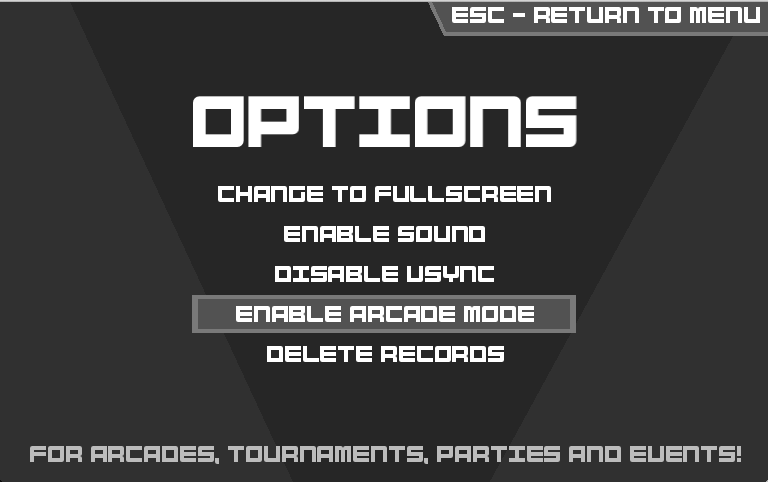 ESC - RETURN TO MENU
OPTIONS
CHANGE TO FULLSCREEN
ENABLE SOUND
DISABLE VSYNC
ENABLE ARCADE MODE
DELETE RECORDS
FOR ARCADES, TOURNAMENTS, PARTIES AND EVENTS!